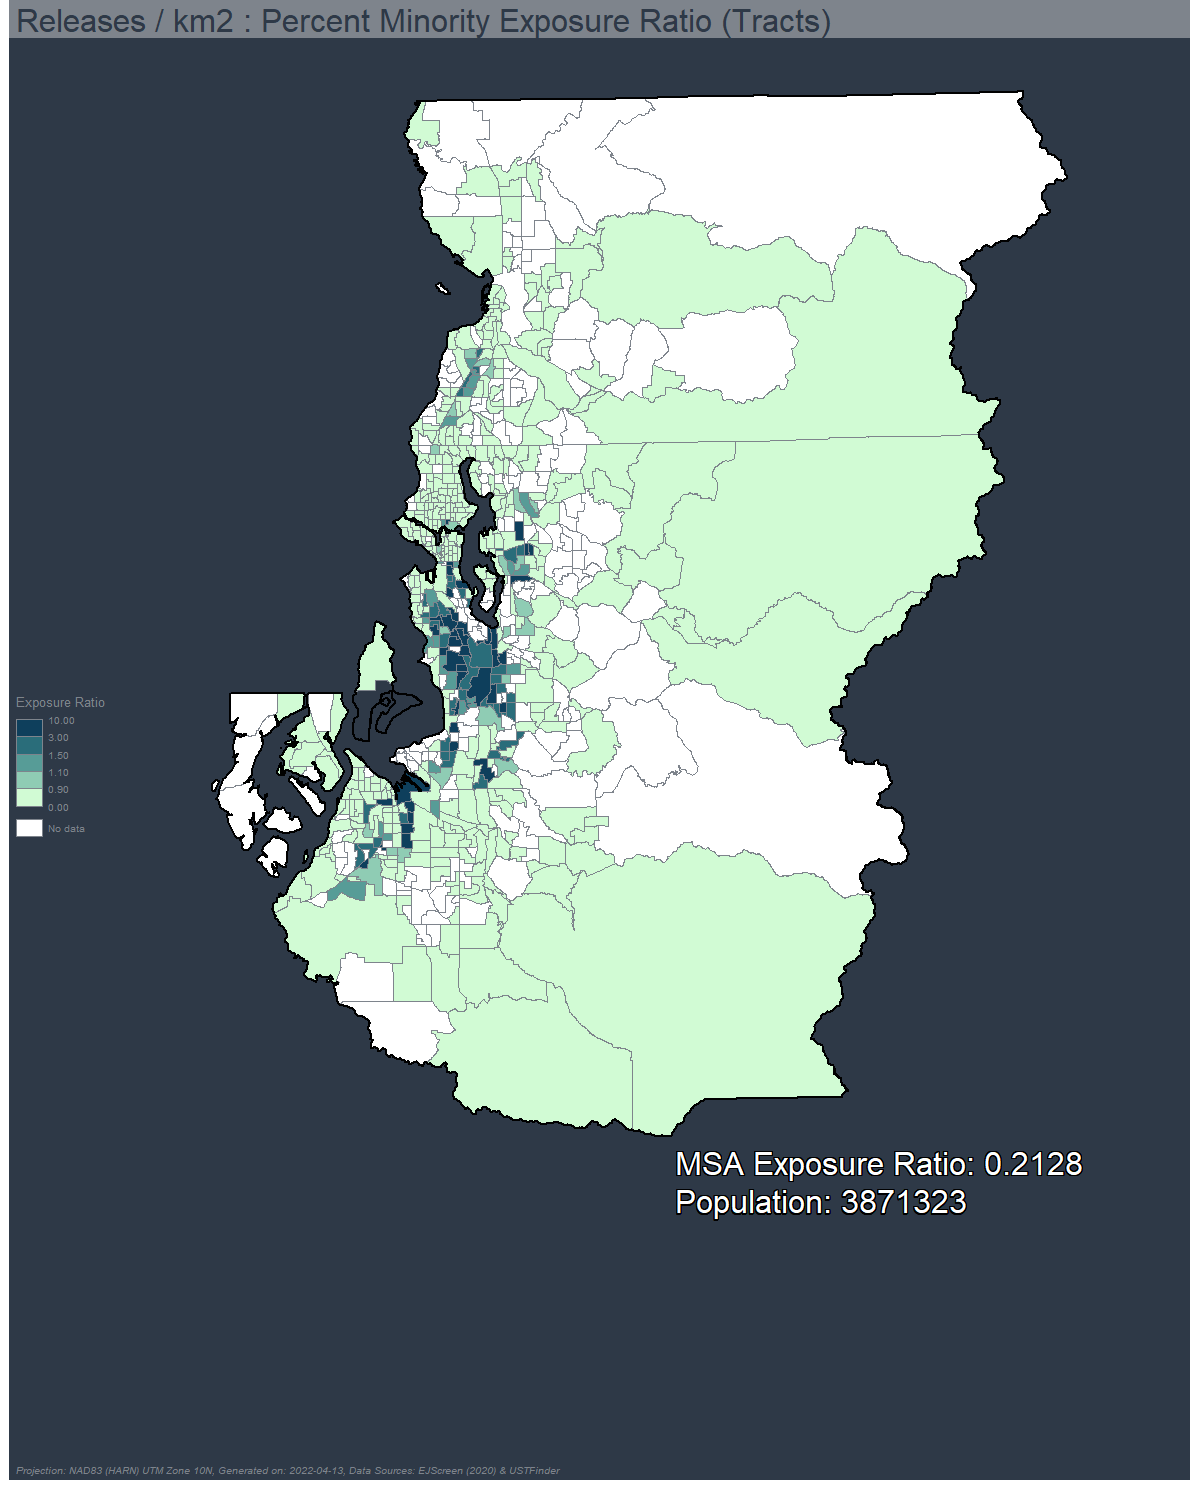 Releases / km2 : Percent Minority Exposure Ratio (Tracts)
Exposure Ratio
10.00
3.00
1.50
1.10
0.90
0.00
No data
MSA Exposure Ratio: 0.2128
Population: 3871323
Projection: NAD83 (HARN) UTM Zone 10N, Generated on: 2022-04-13, Data Sources: EJScreen (2020) & USTFinder